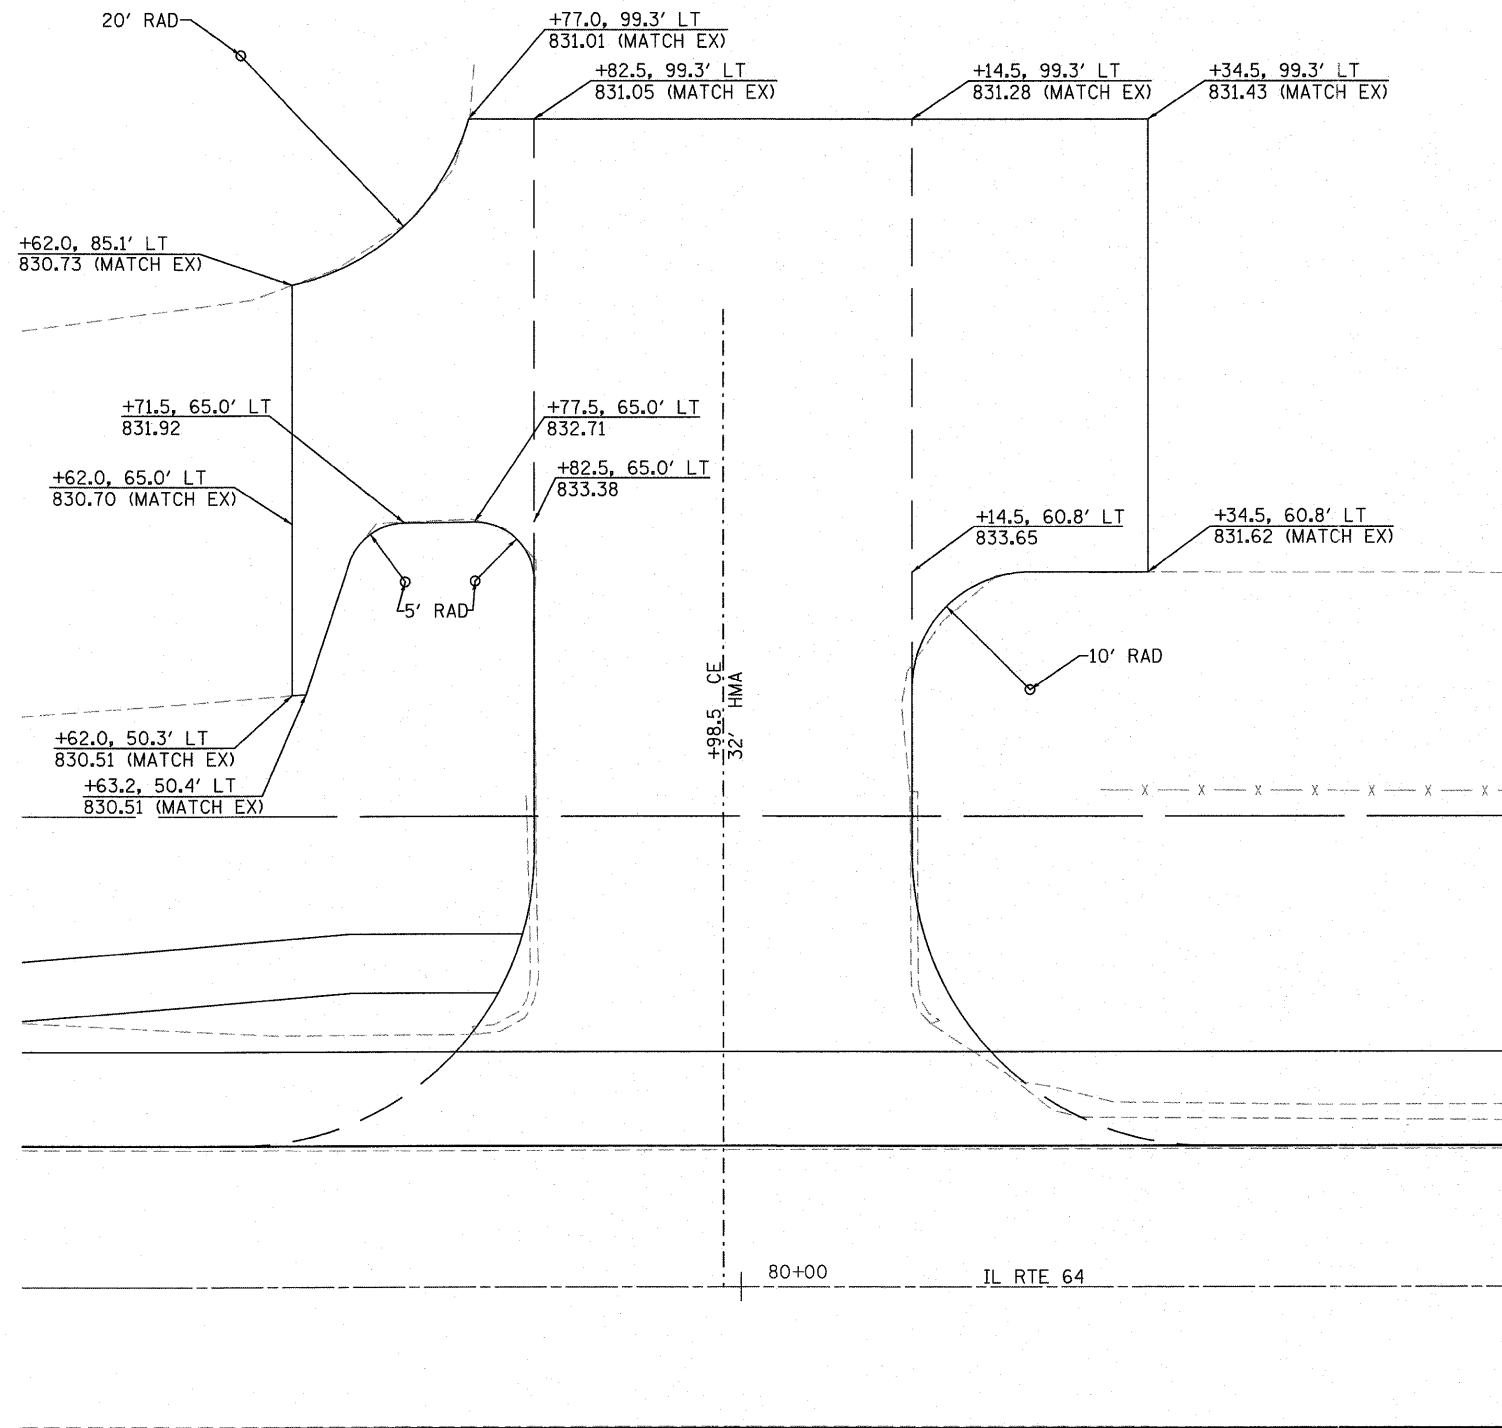 20' RAD
+77.0, 99.3' LT
831.01 (MATCH EX)
+82.5, 99.3' LT
831.05 (MATCH EX)
+14.5, 99.3' LT
831.28 (MATCH EX)
+34.5, 99.3' LT
831.43 (MATCH EX)
+62.0, 85.1' LT
830.73 (MATCH EX)
+71.5, 65.0' LT
831.92
+77.5, 65.0' LT
832.71
+62.0, 65.0' LT
830.70 (MATCH EX)
+82.5, 65.0' LT
833.38
+14.5, 60.8' LT
833.65
+34.5, 60.8' LT
831.62 (MATCH EX)
5' RAD
10' RAD
+98.5 CE
32' HMA
+62.0, 50.3' LT
830.51 (MATCH EX)
+63.2, 50.4' LT
830.51 (MATCH EX)
X X X X X X X
80+00
IL RTE 64